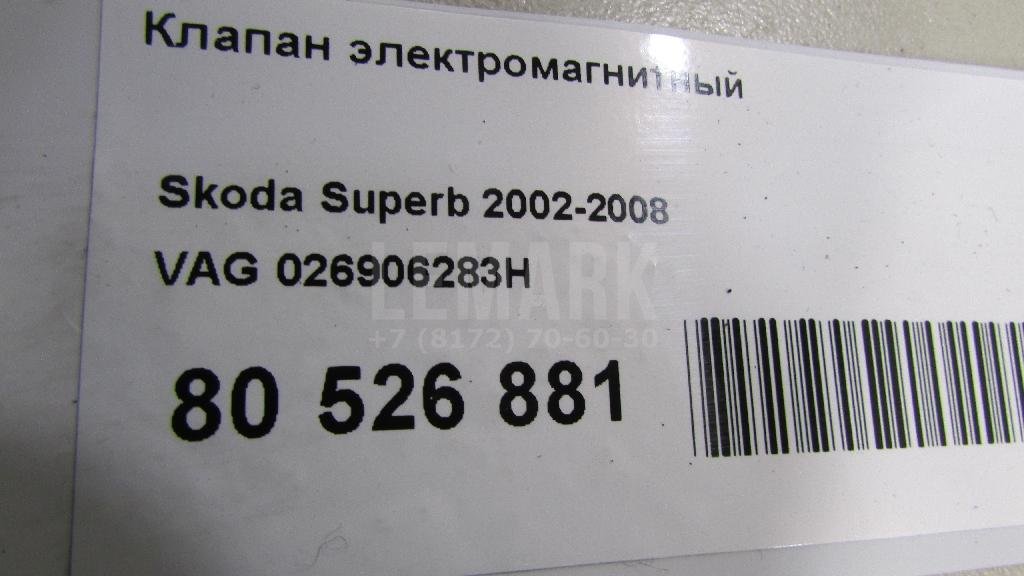 Клапан электромагнитный
Skoda Superb 2002-2008
VAG 026906283H
LEMARK
+7 (8172) 70-60-30
80 526 881